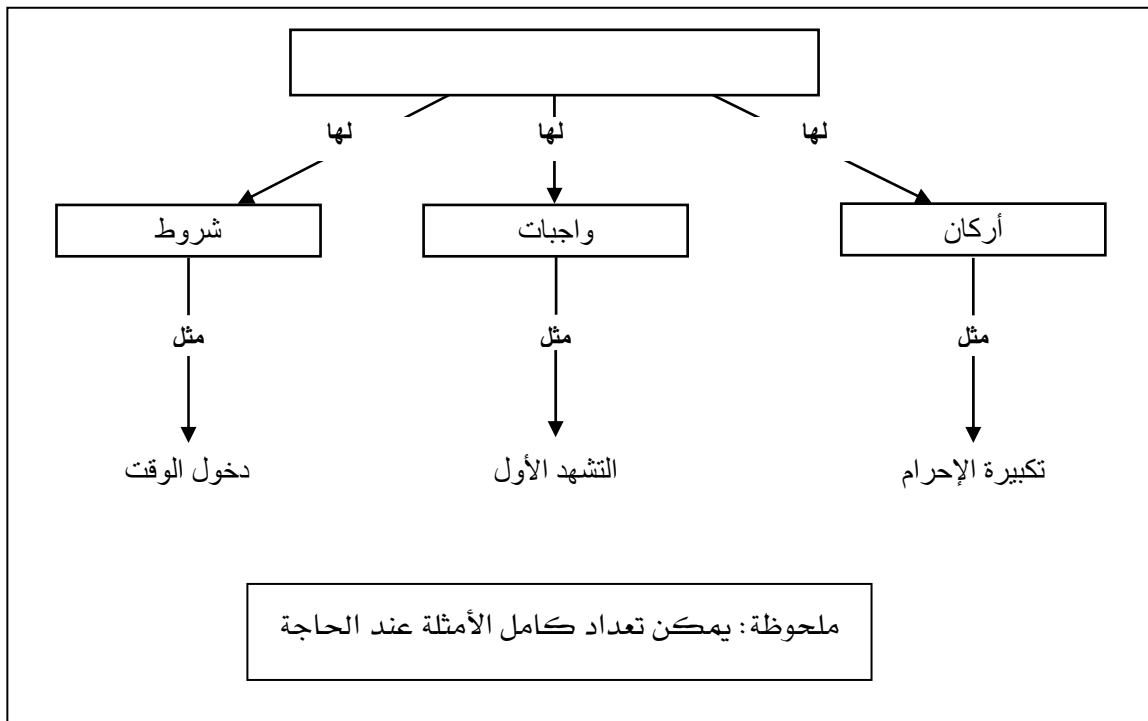 لها لها لها
أركان واجبات شروط
مثل مثل مثل
تكبيرة الإحرام التشهد الأول دخول الوقت
ملحوظة: يمكن تعداد كامل الأمثلة عند الحاجة